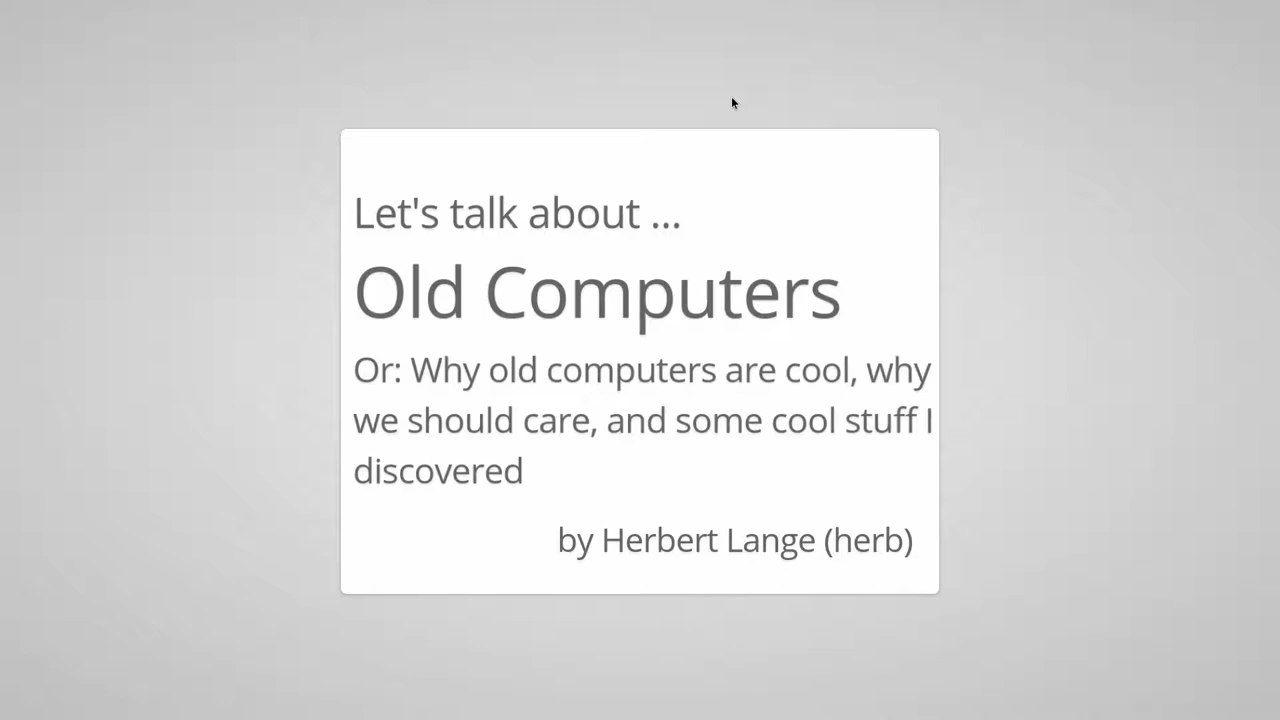 Let's talk about ...
Old Computers
Or: Why old computers are cool, why
we should care, and some cool stuff I
discovered
by Herbert Lange (herb)